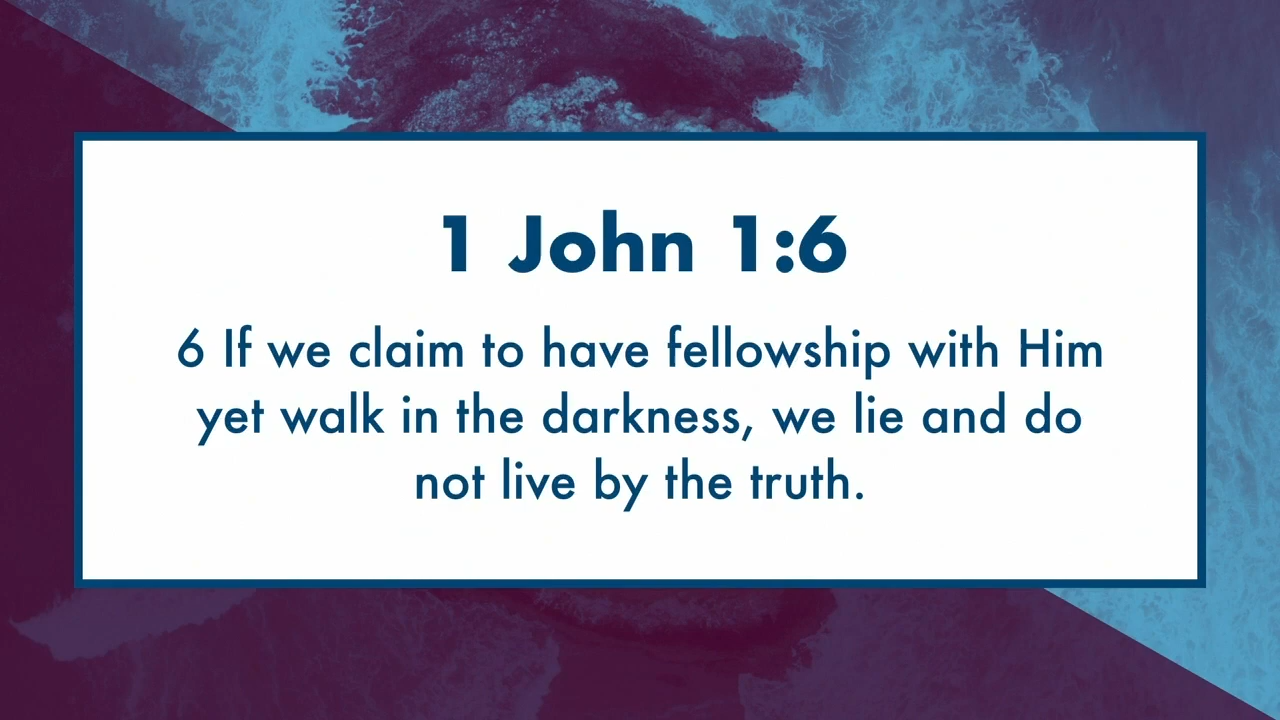 1 John 1:6
6 If we claim to have fellowship with Him
yet walk in the darkness, we lie and do
not live by the truth.